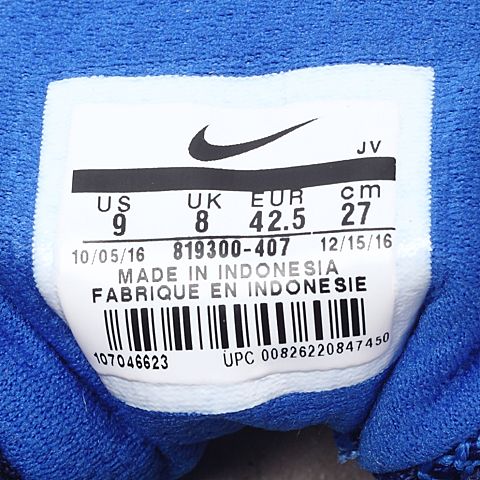 JV
US UK EUR cm
9 8 42.5 27
10/05/16 819300-407 12/15/16
MADE IN INDONESIA
FABRIQUE EN INDONESIE
107046623 UPC 00826220847450